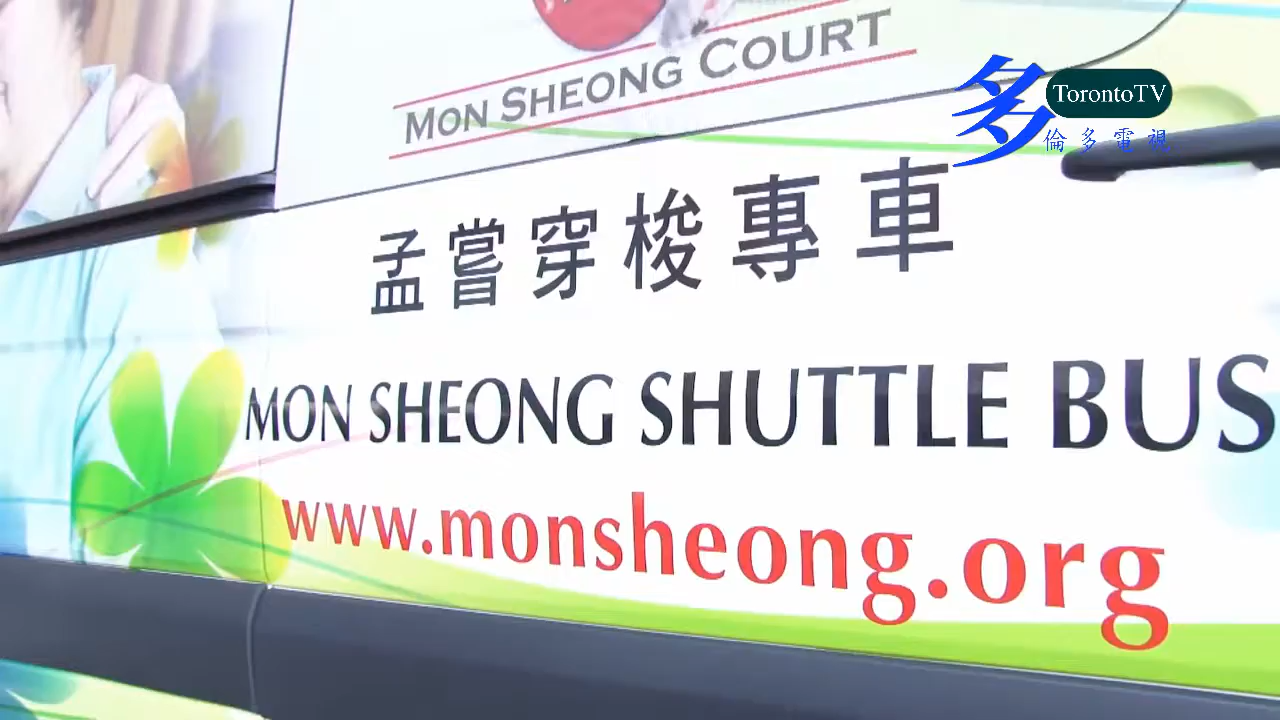 MON SHEONG COURT
多
TorontoTV
倫多電視
孟嘗穿梭專車
MON SHEONG SHUTTLE BUS
www.monsheong.org